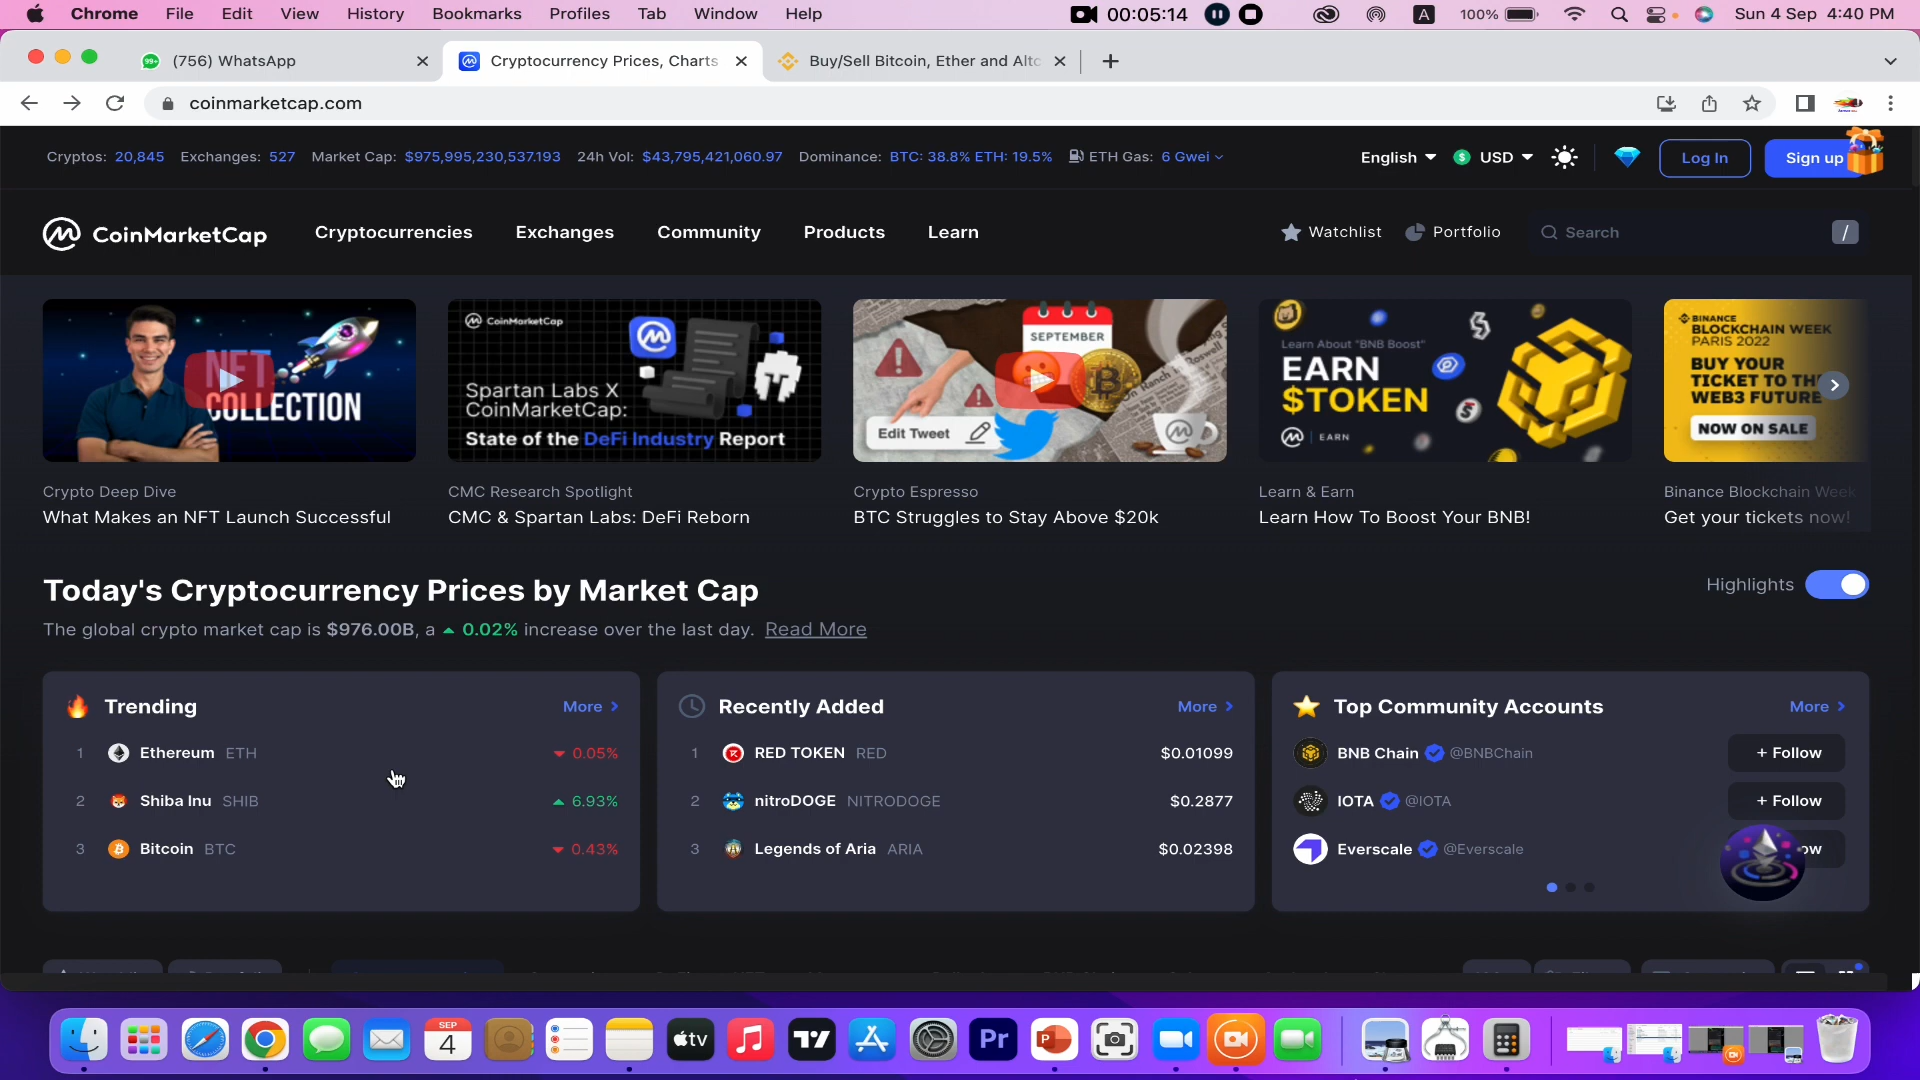 Chrome File Edit View History Bookmarks Profiles Tab Window Help 00:05:14 A 100% Sun 4 Sep 4:40 PM
99+ (756) WhatsApp Cryptocurrency Prices, Charts Buy/Sell Bitcoin, Ether and Altc
coinmarketcap.com
Cryptos: 20,845 Exchanges: 527 Market Cap: $975,995,230,537.193 24h Vol: $43,795,421,060.97 Dominance: BTC: 38.8% ETH: 19.5% ETH Gas: 6 Gwei English USD Log In Sign up
CoinMarketCap Cryptocurrencies Exchanges Community Products Learn Watchlist Portfolio Search /
NFT
COLLECTION
CoinMarketCap
Spartan Labs X
CoinMarketCap:
State of the DeFi Industry Report
SEPTEMBER
Edit Tweet
Learn About "BNB Boost"
EARN
$TOKEN
EARN
BINANCE
BLOCKCHAIN WEEK
PARIS 2022
BUY YOUR
TICKET TO THE
WEB3 FUTURE
NOW ON SALE
Crypto Deep Dive
What Makes an NFT Launch Successful
CMC Research Spotlight
CMC & Spartan Labs: DeFi Reborn
Crypto Espresso
BTC Struggles to Stay Above $20k
Learn & Earn
Learn How To Boost Your BNB!
Binance Blockchain Week
Get your tickets now!
Today's Cryptocurrency Prices by Market Cap
Highlights
The global crypto market cap is $976.00B, a 0.02% increase over the last day. Read More
Trending More
1 Ethereum ETH 0.05%
2 Shiba Inu SHIB 6.93%
3 Bitcoin BTC 0.43%
Recently Added More
1 RED TOKEN RED $0.01099
2 nitroDOGE NITRODOGE $0.2877
3 Legends of Aria ARIA $0.02398
Top Community Accounts More
BNB Chain @BNBChain + Follow
IOTA @IOTA + Follow
Everscale @Everscale ow
SEP
4
tv
Pr
P